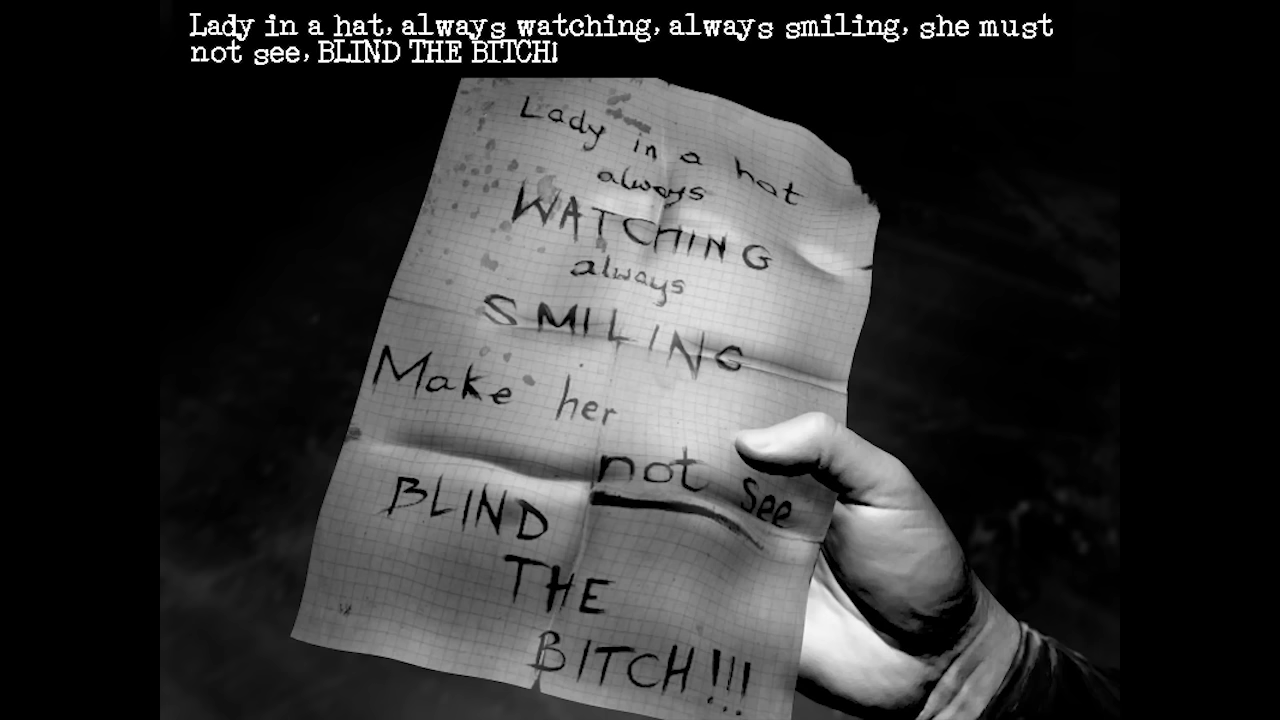 Lady in a hat, always watching, always smiling, she must
not see, BLIND THE BITCH!
Lady in a hat
always
WATCHING
always
SMILING
Make her
not see
BLIND
THE
BITCH!!!